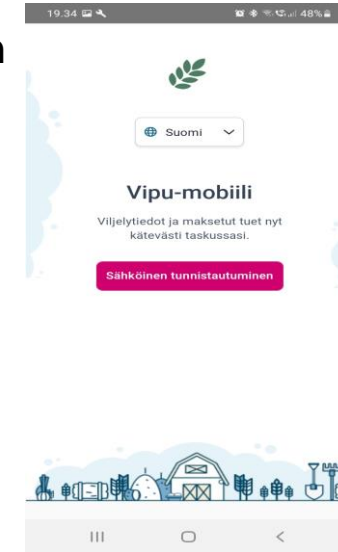 n
19.34 48%
Suomi
Vipu-mobiili
Viljelytiedot ja maksetut tuet nyt
kätevästi taskussasi.
Sähköinen tunnistautuminen